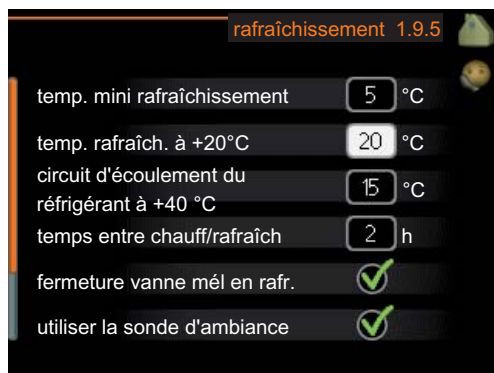 rafraîchissement 1.9.5
temp. mini rafraîchissement 5 °C
temp. rafraîch. à +20°C 20 °C
circuit d'écoulement du
réfrigérant à +40 °C 15 °C
temps entre chauff/rafraîch 2 h
fermeture vanne mél en rafr.
utiliser la sonde d'ambiance